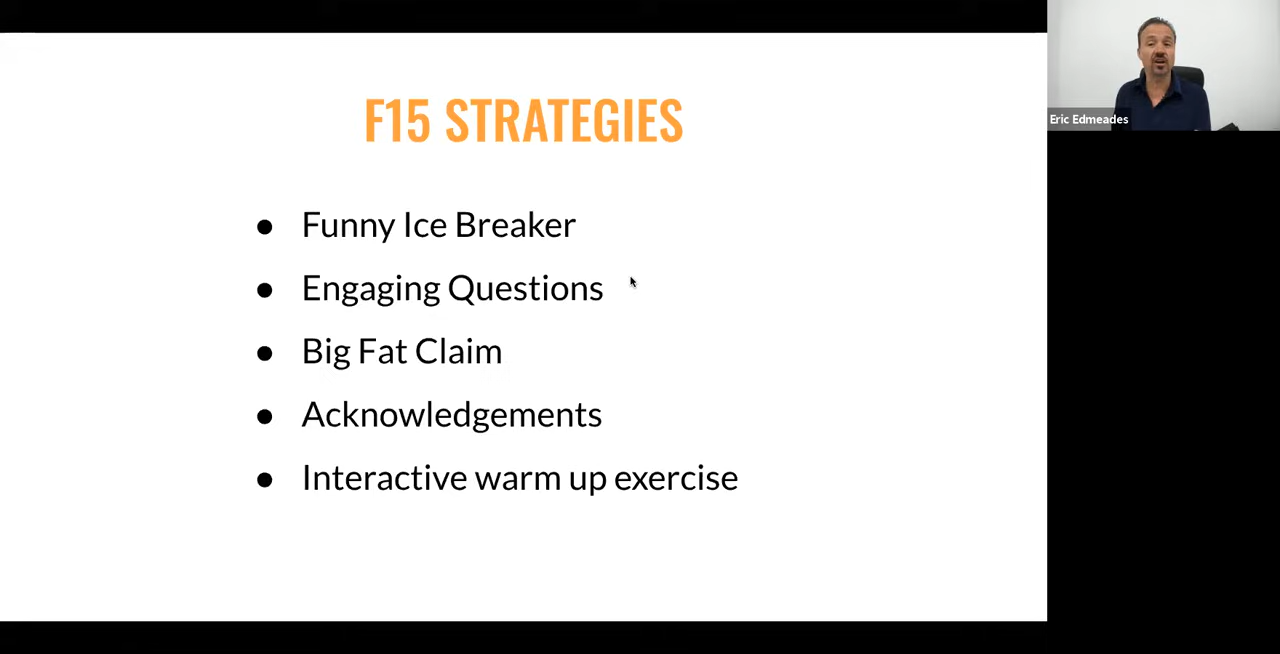 F15 STRATEGIES
● Funny Ice Breaker
● Engaging Questions
● Big Fat Claim
● Acknowledgements
● Interactive warm up exercise
Eric Edmeades